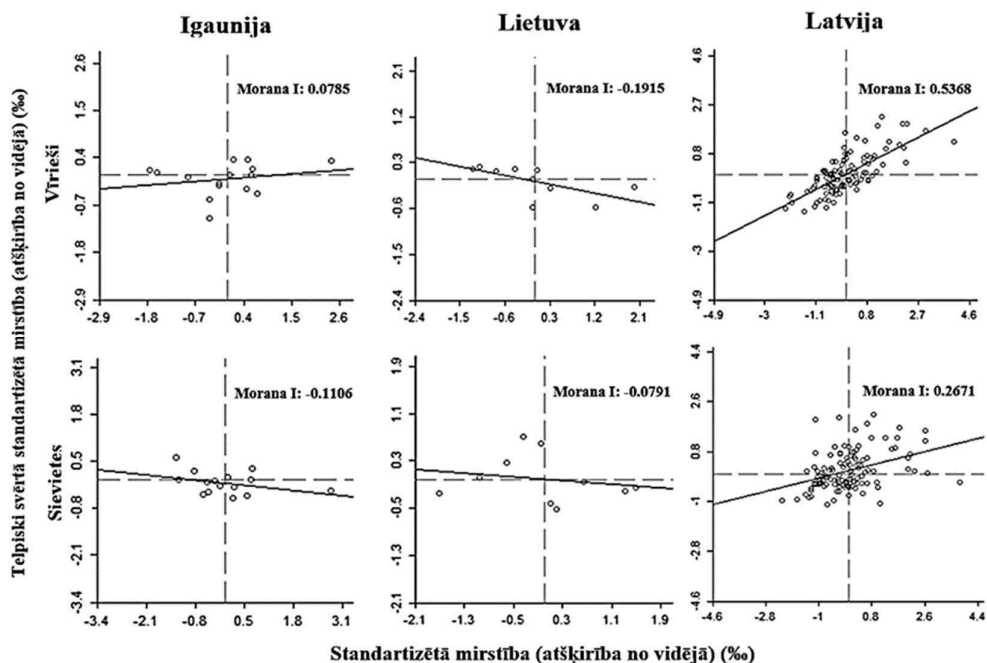 Igaunija
Lietuva
Latvija
Telpiski svērtā standartizētā mirstība (atšķirība no vidējā) (‰)
Vīrieši
2.6
1.5
0.4
-0.7
-1.8
-2.9
Morana I: 0.0785
-2.9 -1.8 -0.7 0.4 1.5 2.6
2.1
1.2
0.3
-0.6
-1.5
-2.4
Morana I: -0.1915
-2.4 -1.5 -0.6 0.3 1.2 2.1
4.6
2.7
0.8
-1.1
-3
-4.9
Morana I: 0.5368
-4.9 -3 -1.1 0.8 2.7 4.6
Sievietes
3.1
1.8
0.5
-0.8
-2.1
-3.4
Morana I: -0.1106
-3.4 -2.1 -0.8 0.5 1.8 3.1
1.9
1.1
0.3
-0.5
-1.3
-2.1
Morana I: -0.0791
-2.1 -1.3 -0.5 0.3 1.1 1.9
4.4
2.6
0.8
-1
-2.8
-4.6
Morana I: 0.2671
-4.6 -2.8 -1 0.8 2.6 4.4
Standartizētā mirstība (atšķirība no vidējā) (‰)